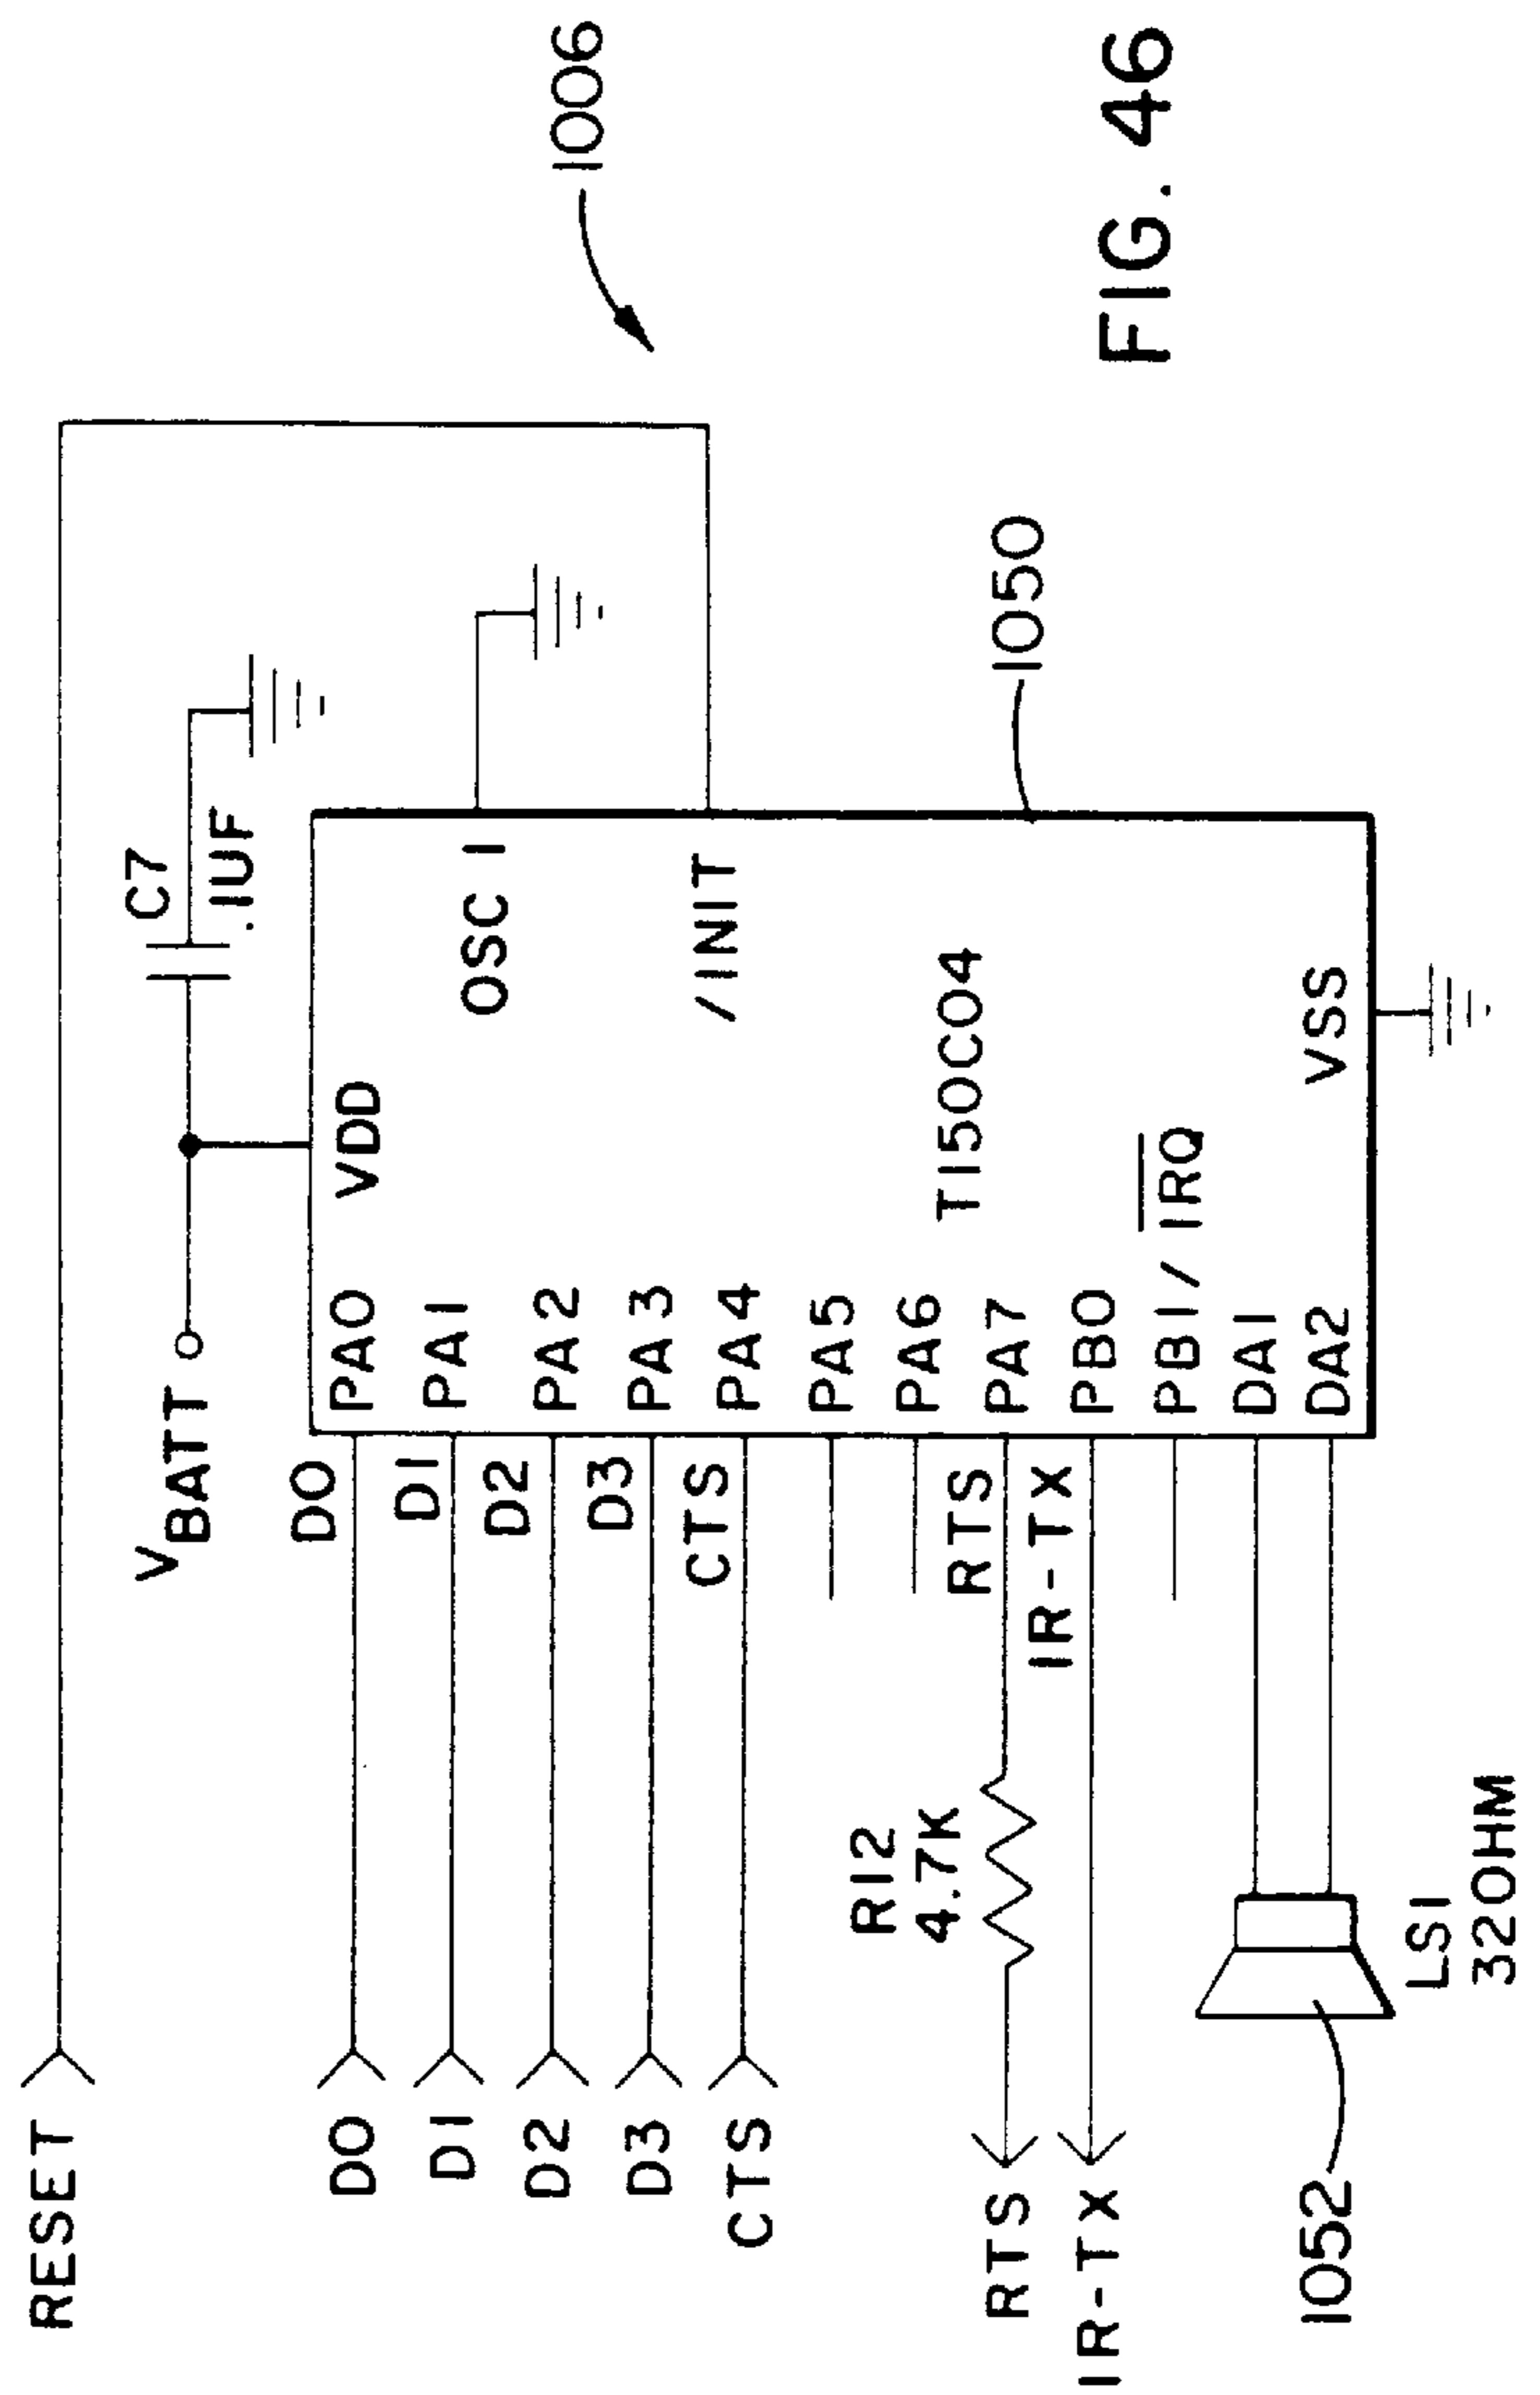 RESET
VBATT
C7
.1UF
1006
D0
D0
PA0
VDD
D1
D1
PA1
OSC 1
D2
D2
PA2
D3
D3
PA3
/INIT
CTS
CTS
PA4
PA5
R12
4.7K
PA6
TI50C04
1050
RTS
RTS
PA7
IR-TX
IR-TX
PB0
PB1/IRQ
DA1
DA2
VSS
1052
LS1
32OHM
FIG. 46